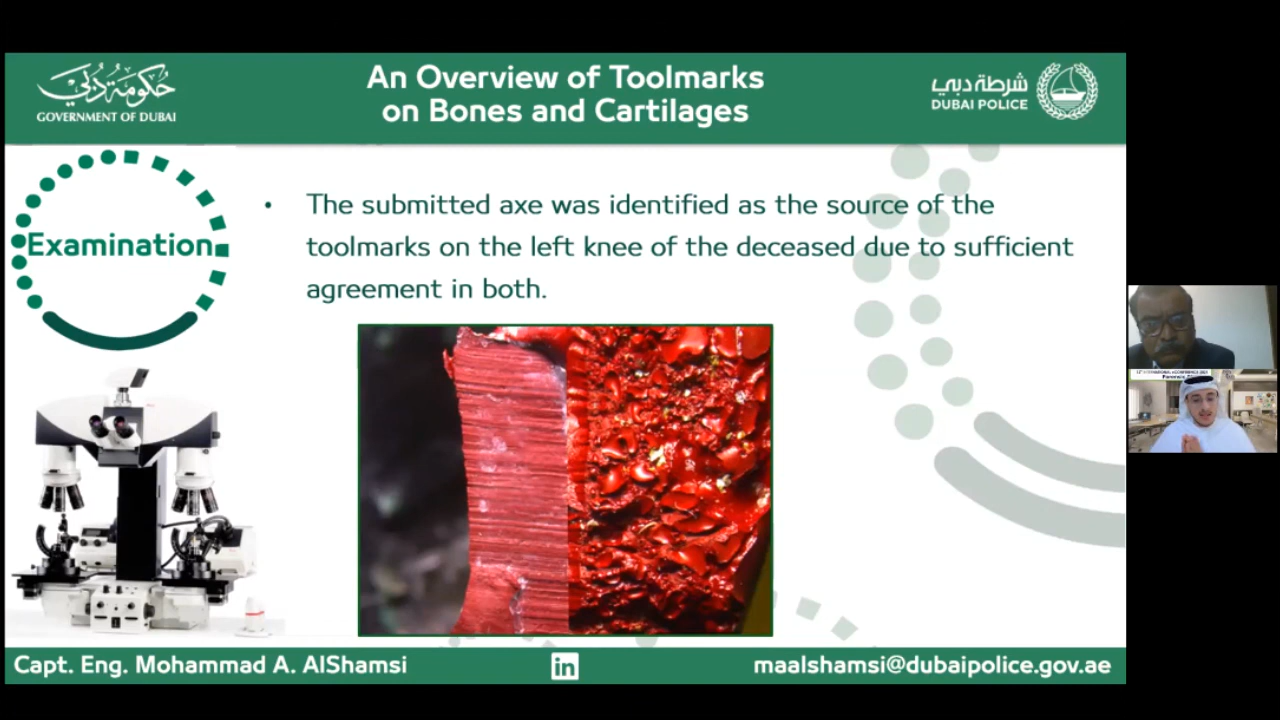 An Overview of Toolmarks
on Bones and Cartilages
حكومة دبي
GOVERNMENT OF DUBAI
شرطة دبي
DUBAI POLICE
Examination
• The submitted axe was identified as the source of the
toolmarks on the left knee of the deceased due to sufficient
agreement in both.
Capt. Eng. Mohammad A. AlShamsi
in
maalshamsi@dubaipolice.gov.ae